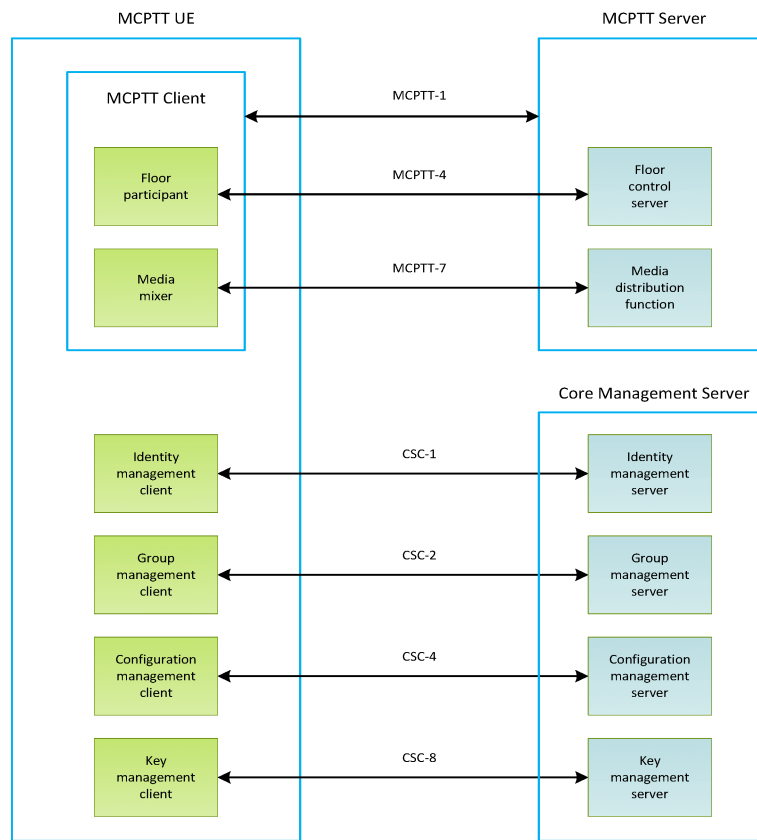 MCPTT UE
MCPTT Server
MCPTT Client
MCPTT-1
Floor
participant
MCPTT-4
Floor
control
server
Media
mixer
MCPTT-7
Media
distribution
function
Core Management Server
Identity
management
client
CSC-1
Identity
management
server
Group
management
client
CSC-2
Group
management
server
Configuration
management
client
CSC-4
Configuration
management
server
Key
management
client
CSC-8
Key
management
server